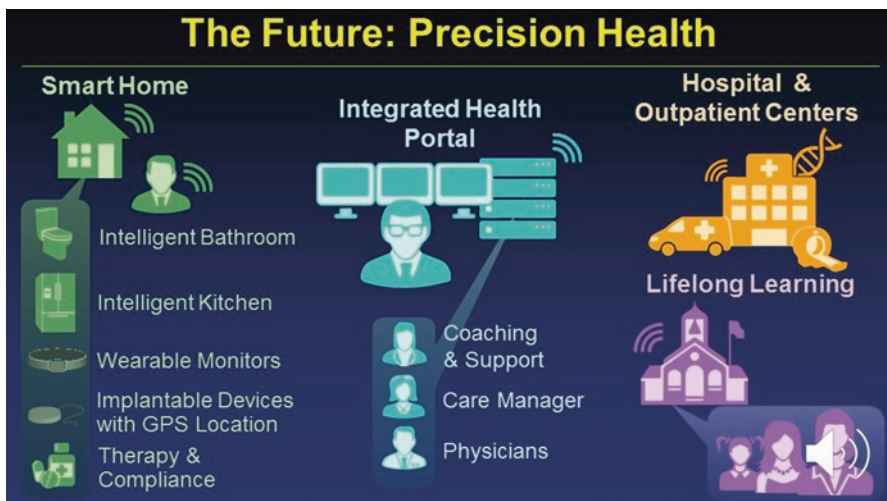 The Future: Precision Health
Smart Home
Intelligent Bathroom
Intelligent Kitchen
Wearable Monitors
Implantable Devices
with GPS Location
Therapy &
Compliance
Integrated Health
Portal
Coaching
& Support
Care Manager
Physicians
Hospital &
Outpatient Centers
Lifelong Learning